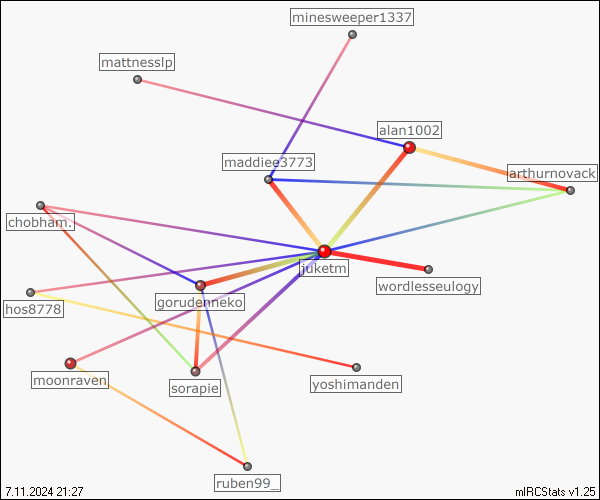 minesweeper1337
mattnesslp
alan1002
maddiee3773
arthurnovack
chobham.
juketm
wordlesseulogy
gorudenneko
hos8778
moonraven
sorapie
yoshimanden
ruben99_
7.11.2024 21:27
mIRCStats v1.25